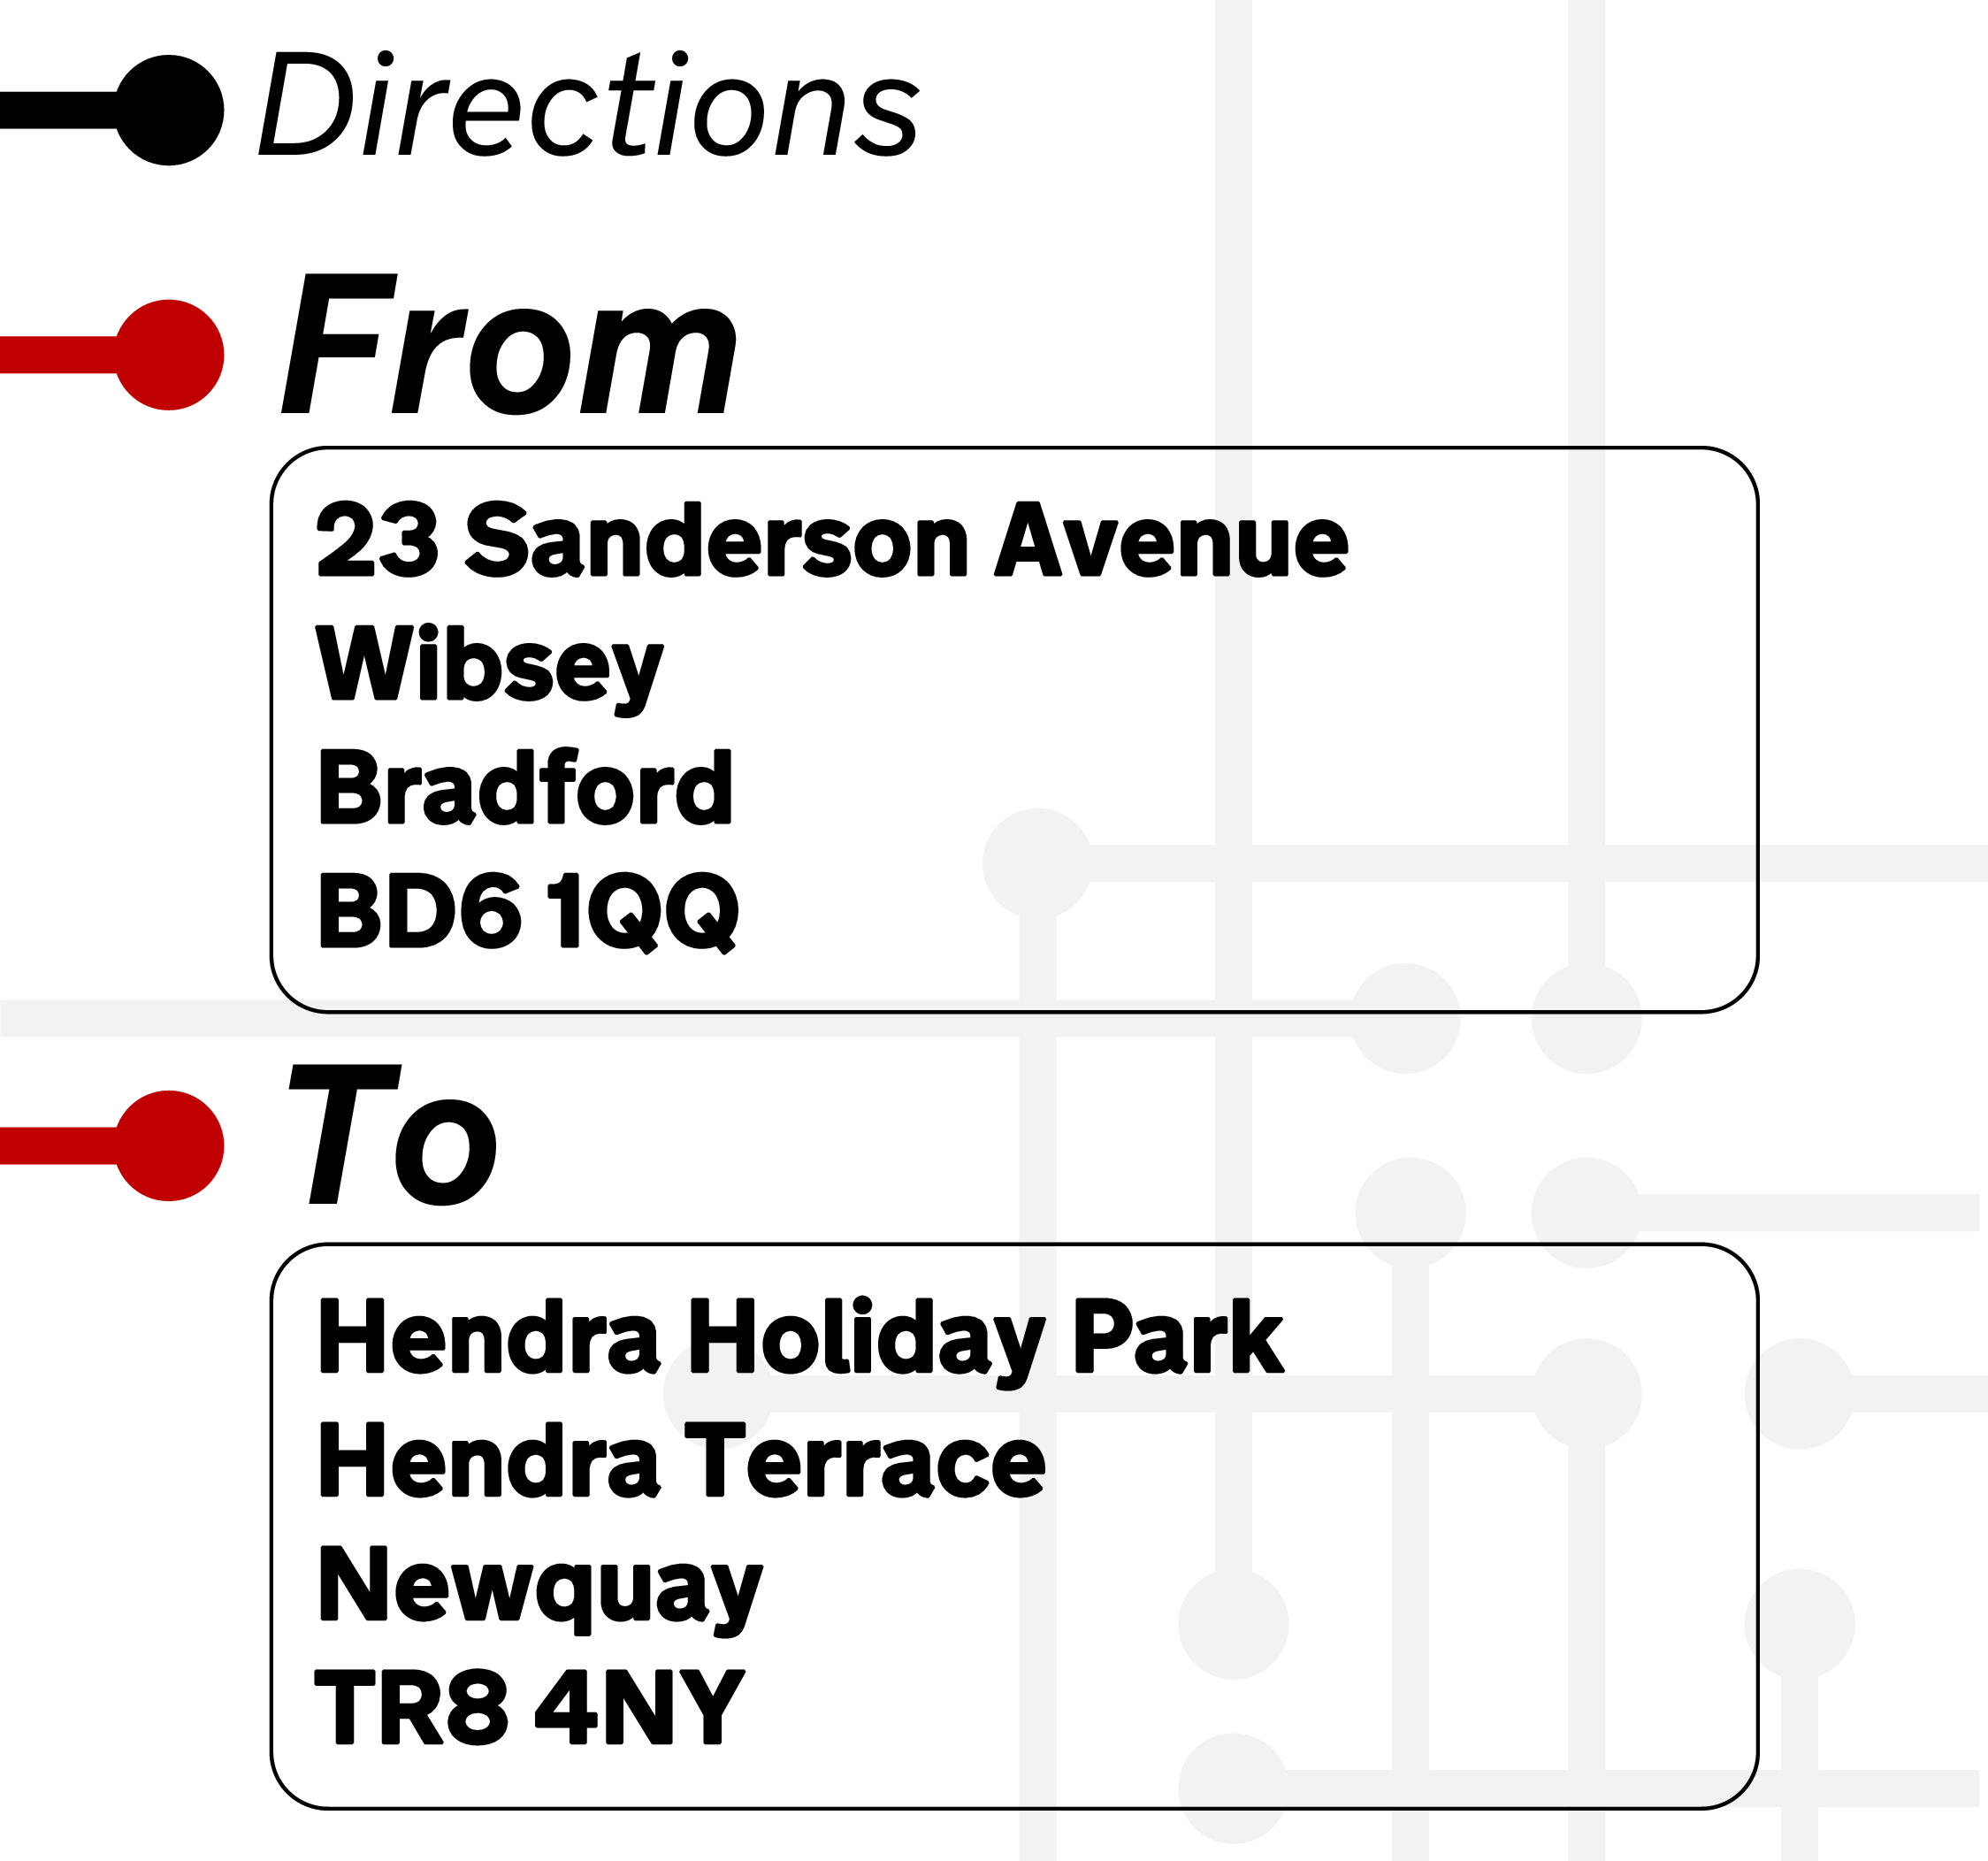 Directions
From
23 Sanderson Avenue
Wibsey
Bradford
BD6 1QQ
To
Hendra Holiday Park
Hendra Terrace
Newquay
TR8 4NY